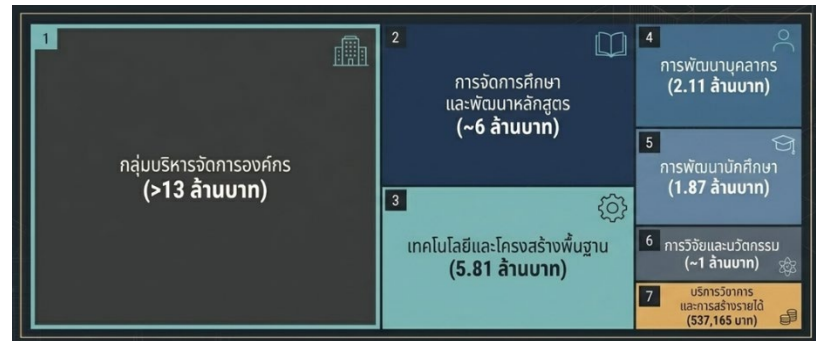 1
กลุ่มบริหารจัดการองค์กร
(>13 ล้านบาท)
2
การจัดการศึกษา
และพัฒนาหลักสูตร
(~6 ล้านบาท)
3
เทคโนโลยีและโครงสร้างพื้นฐาน
(5.81 ล้านบาท)
4
การพัฒนาบุคลากร
(2.11 ล้านบาท)
5
การพัฒนานักศึกษา
(1.87 ล้านบาท)
6
การวิจัยและนวัตกรรม
(~1 ล้านบาท)
7
บริการวิชาการ
และการสร้างรายได้
(537,165 บาท)